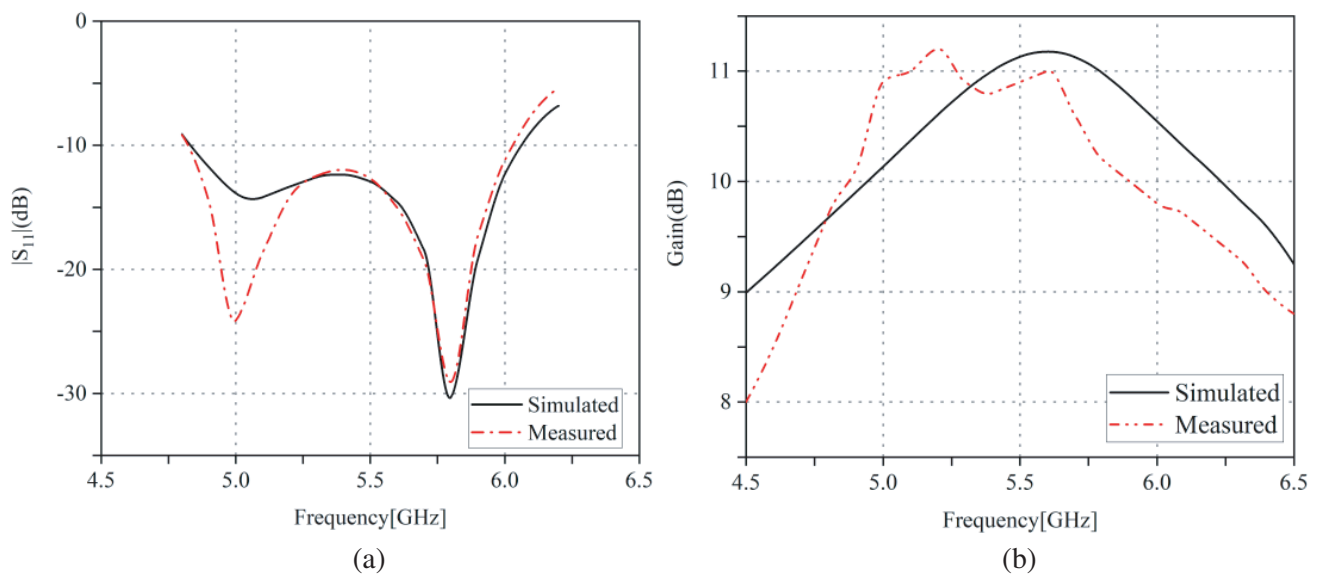 0
-10
-20
-30
|S11|(dB)
4.5 5.0 5.5 6.0 6.5
Frequency[GHz]
Simulated
Measured
(a)
11
10
9
8
Gain(dB)
4.5 5.0 5.5 6.0 6.5
Frequency[GHz]
Simulated
Measured
(b)